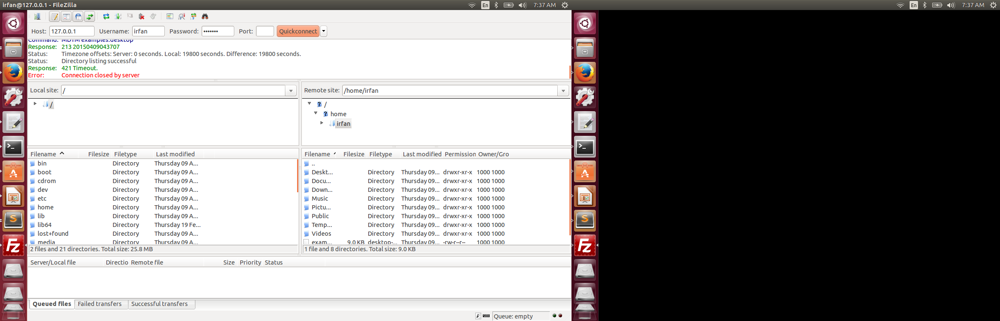 irfan@127.0.0.1 - FileZilla En 7:37 AM En 7:37 AM
Host: 127.0.0.1 Username: irfan Password: ••••••• Port: Quickconnect
Command: MDTM examples.desktop
Response: 213 20150409043707
Status: Timezone offsets: Server: 0 seconds. Local: 19800 seconds. Difference: 19800 seconds.
Status: Directory listing successful
Response: 421 Timeout.
Error: Connection closed by server
Local site: /
/
Remote site: /home/irfan
/
home
irfan
Filename Filesize Filetype Last modified
bin Directory Thursday 09 A...
boot Directory Thursday 09 A...
cdrom Directory Thursday 09 A...
dev Directory Thursday 09 A...
etc Directory Thursday 09 A...
home Directory Thursday 09 A...
lib Directory Thursday 09 A...
lib64 Directory Thursday 19 Fe...
lost+found Directory Thursday 09 A...
media Directory Thursday 09 A...
2 files and 21 directories. Total size: 25.8 MB
Filename Filesize Filetype Last modified Permission Owner/Gro
..
Deskt... Directory Thursday 09... drwxr-xr-x 1000 1000
Docu... Directory Thursday 09... drwxr-xr-x 1000 1000
Down... Directory Thursday 09... drwxr-xr-x 1000 1000
Music Directory Thursday 09... drwxr-xr-x 1000 1000
Pictu... Directory Thursday 09... drwxr-xr-x 1000 1000
Public Directory Thursday 09... drwxr-xr-x 1000 1000
Temp... Directory Thursday 09... drwxr-xr-x 1000 1000
Videos Directory Thursday 09... drwxr-xr-x 1000 1000
exam... 9.0 KB desktop-... Thursday 09... -rw-r--r-- 1000 1000
1 file and 8 directories. Total size: 9.0 KB
Server/Local file Directio Remote file Size Priority Status
Queued files Failed transfers Successful transfers
Queue: empty